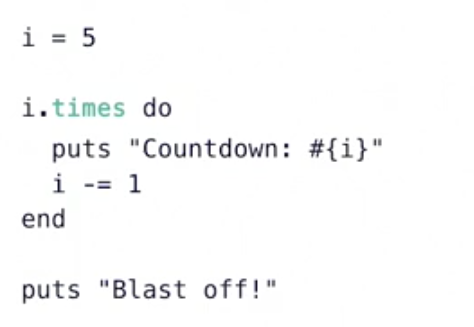 i = 5
i.times do
  puts "Countdown: #{i}"
  i -= 1
end
puts "Blast off!"